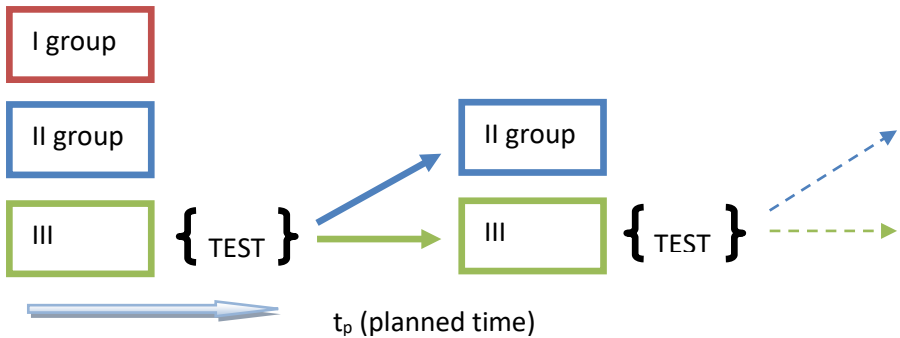 I group
II group
II group
III
{ TEST }
III
{ TEST }
tₚ (planned time)